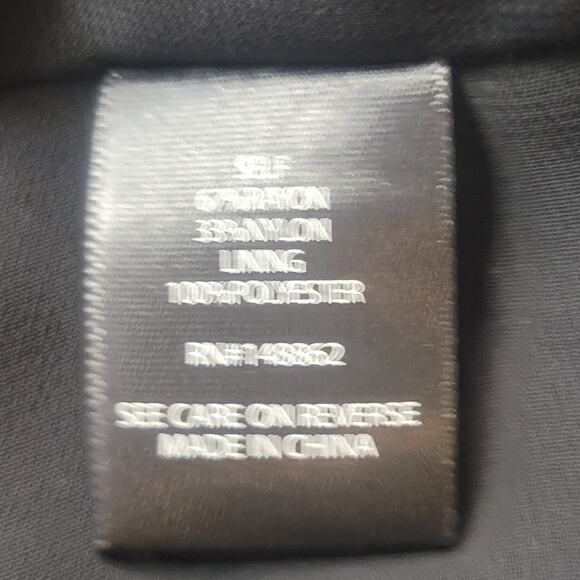 SELF
67%RAYON
33%NYLON
LINING
100%POLYESTER
RN#148862
SEE CARE ON REVERSE
MADE IN CHINA